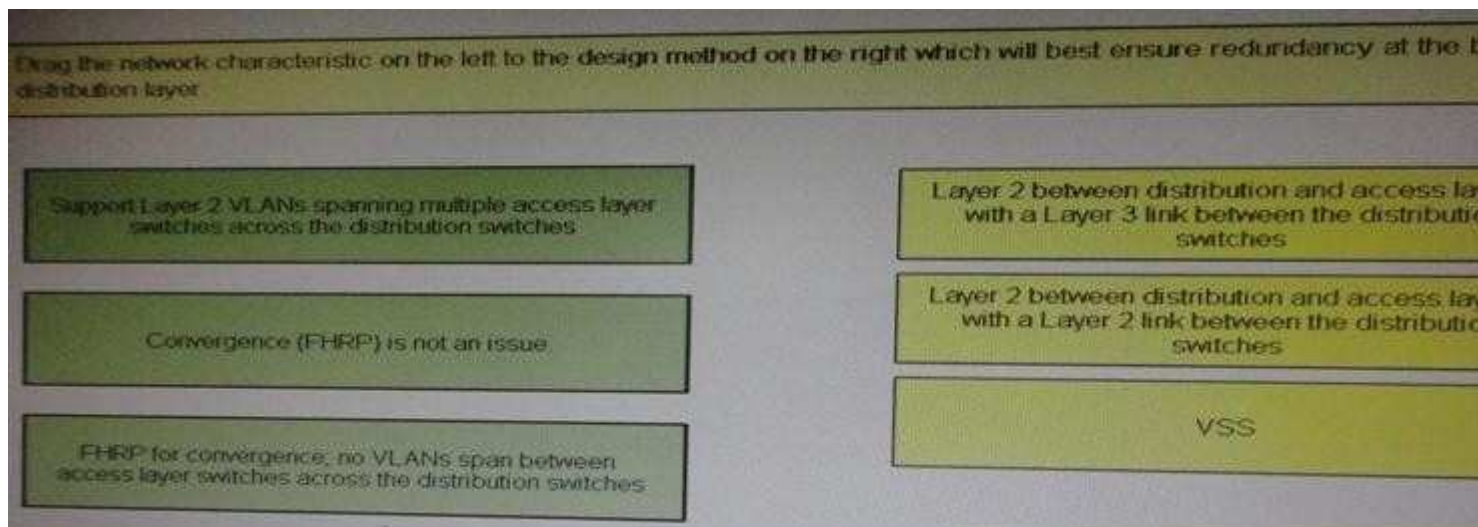 Drag the network characteristic on the left to the design method on the right which will best ensure redundancy at the
distribution layer
Support Layer 2 VLANs spanning multiple access layer
switches across the distribution switches
Convergence (FHRP) is not an issue
FHRP for convergence, no VLANs span between
access layer switches across the distribution switches
Layer 2 between distribution and access
with a Layer 3 link between the
switches
Layer 2 between distribution and access
with a Layer 2 link between the
switches
VSS